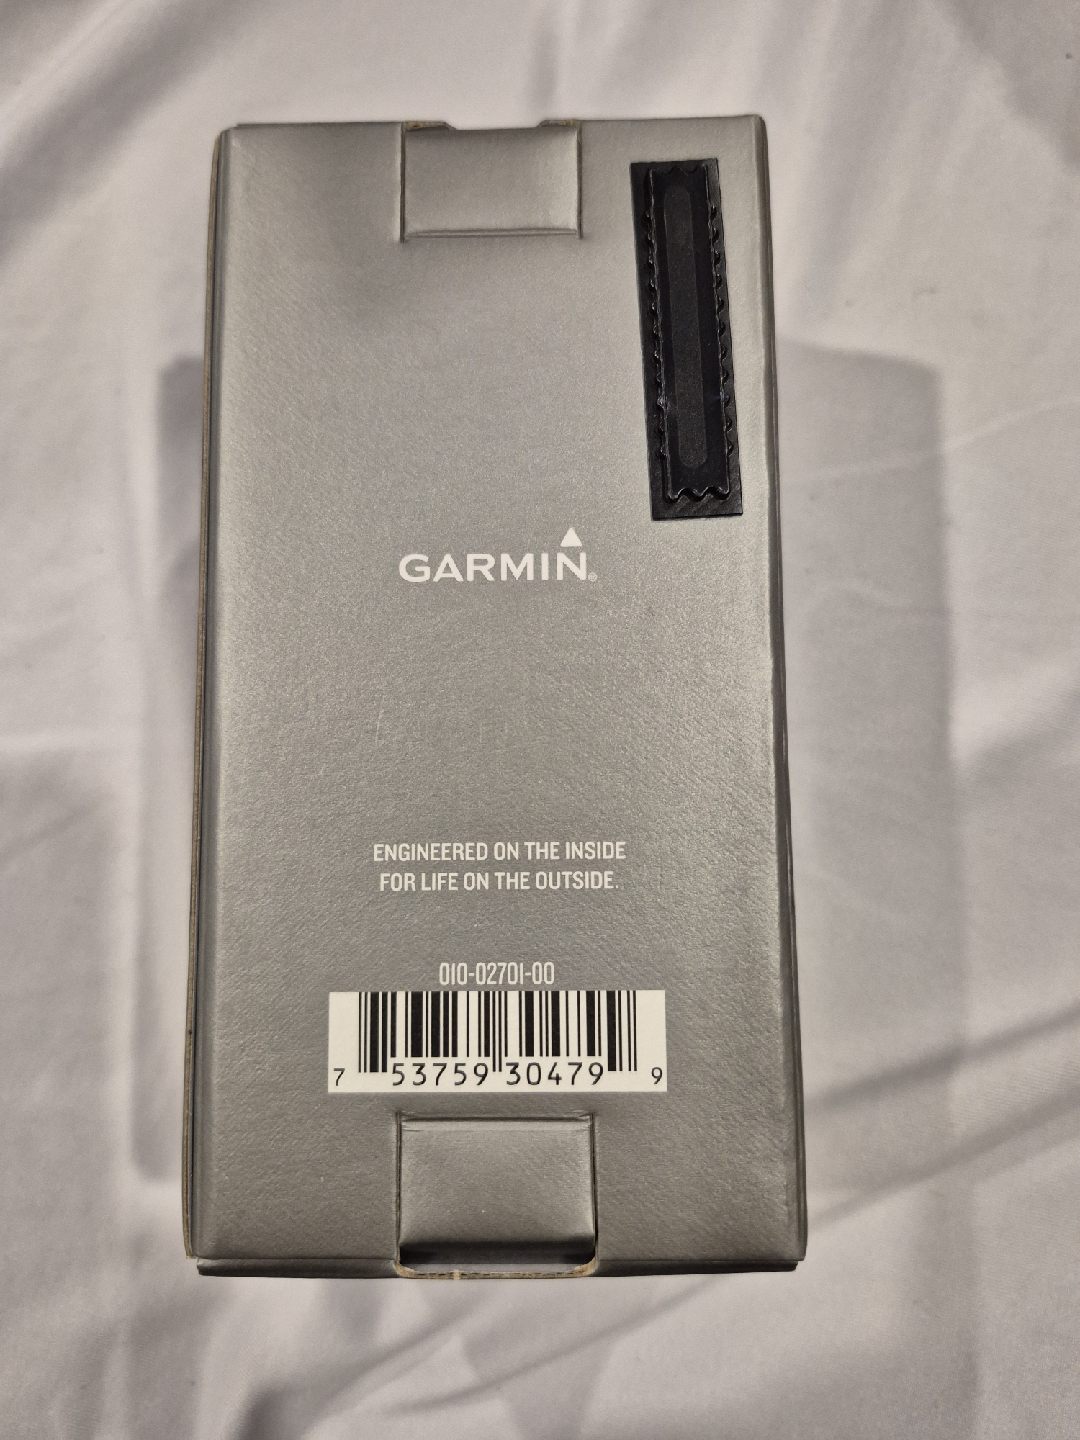 GARMIN®
ENGINEERED ON THE INSIDE
FOR LIFE ON THE OUTSIDE.
010-02701-00
7 53759 30479 9